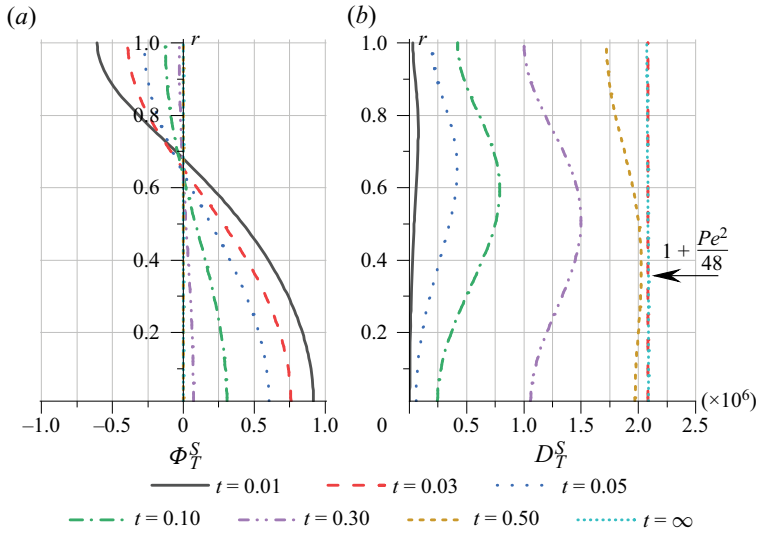 (a) (b)
1.0 r 1.0
0.8 0.8
0.6 0.6
0.4 0.4
0.2 0.2
1 + Pe²/48
(×10⁶)
−1.0 −0.5 0 0.5 1.0 0 0.5 1.0 1.5 2.0 2.5
Φ_T^S D_T^S
t = 0.01 t = 0.03 t = 0.05
t = 0.10 t = 0.30 t = 0.50 t = ∞